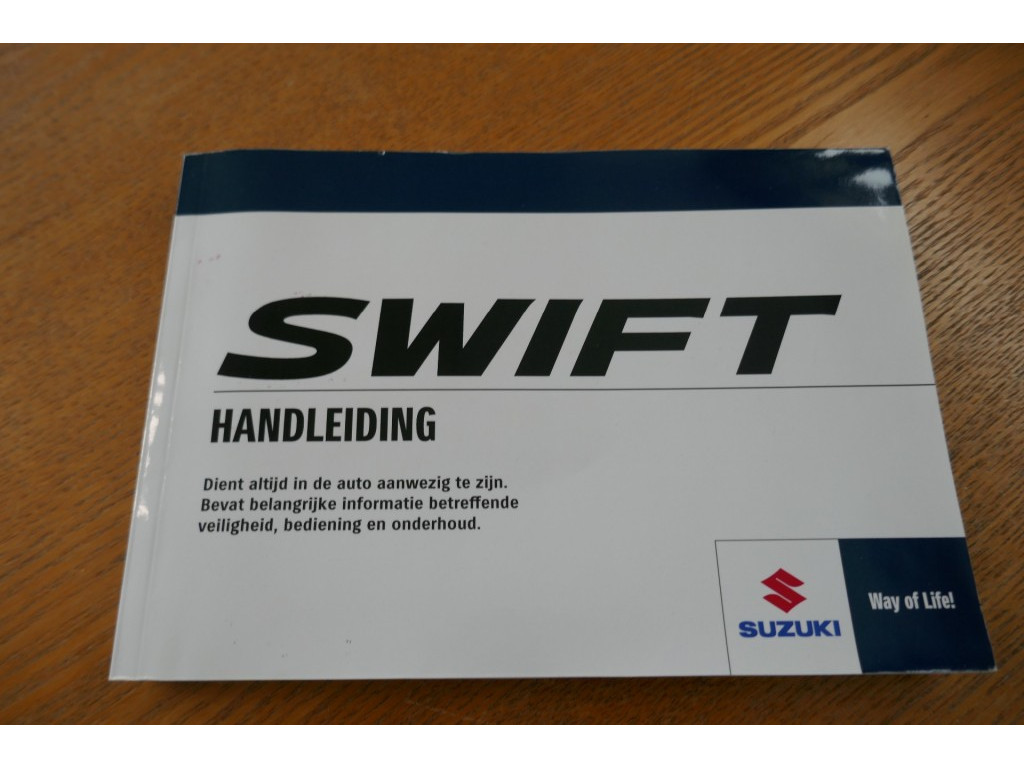 SWIFT
HANDLEIDING
Dient altijd in de auto aanwezig te zijn.
Bevat belangrijke informatie betreffende
veiligheid, bediening en onderhoud.
SUZUKI
Way of Life!